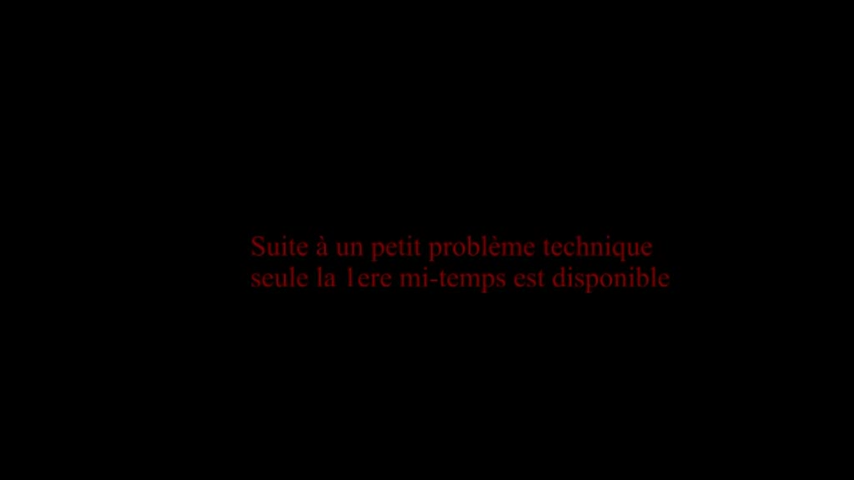 Suite à un petit problème technique
seule la 1ere mi-temps est disponible